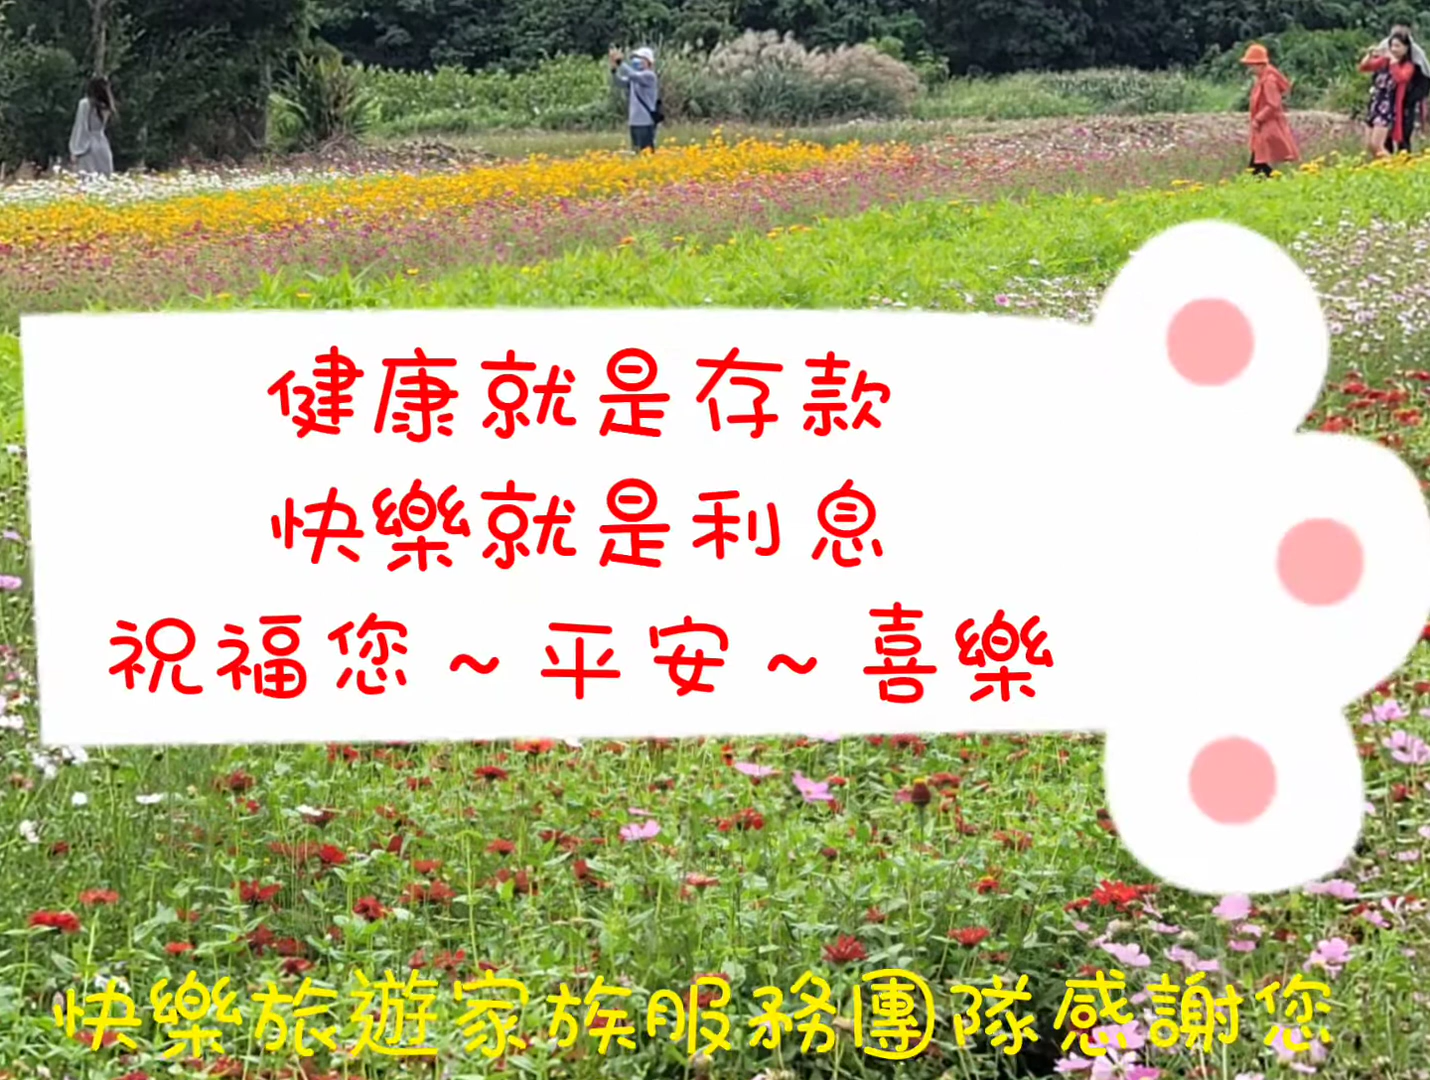 健康就是存款
快樂就是利息
祝福您~平安~喜樂
快樂旅遊家族服務團隊感謝您